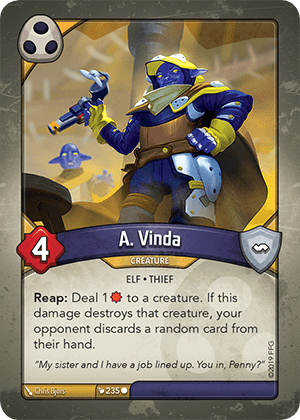 A. Vinda
CREATURE
4
ELF • THIEF
Reap: Deal 1 to a creature. If this
damage destroys that creature, your
opponent discards a random card from
their hand.
"My sister and I have a job lined up. You in, Penny?"
©2019 FFG
Chris Bjors
235